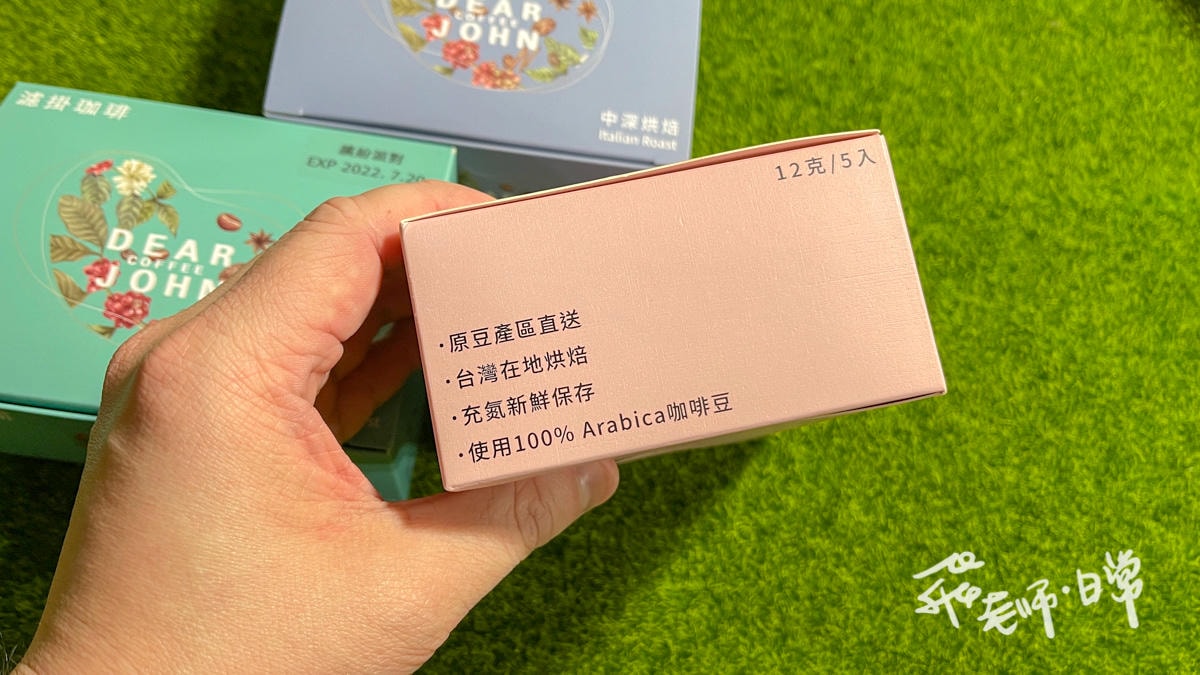 DEAR
COFFEE
JOHN
中深烘焙
Italian Roast
濾掛珈琲
繽紛派對
EXP 2022. 7.20
DEAR
COFFEE
JOHN
12克/5入
·原豆產區直送
·台灣在地烘焙
·充氮新鮮保存
·使用100% Arabica咖啡豆
飛老師·日常